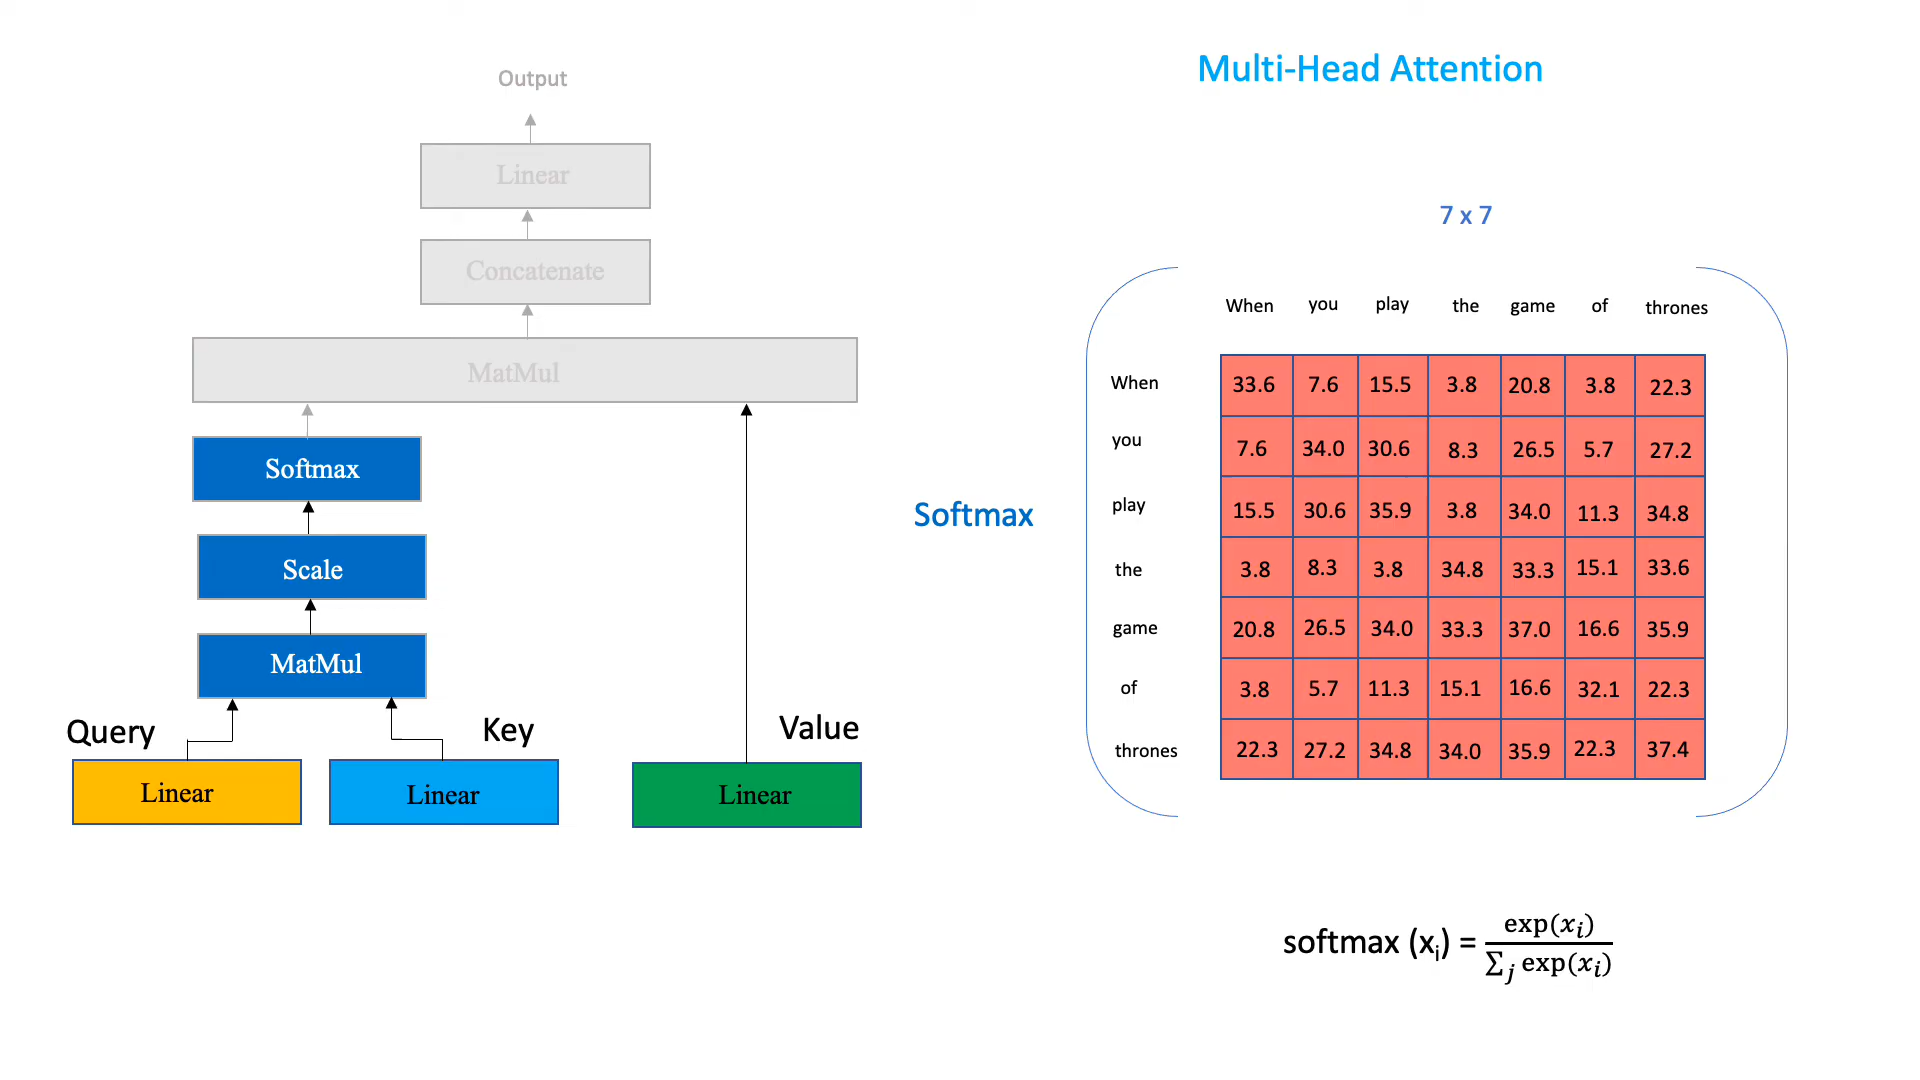 Multi-Head Attention
Output
Linear
Concatenate
MatMul
Softmax
Scale
MatMul
Query
Key
Value
Linear
Linear
Linear
7 x 7
Softmax
When you play the game of thrones
When 33.6 7.6 15.5 3.8 20.8 3.8 22.3
you 7.6 34.0 30.6 8.3 26.5 5.7 27.2
play 15.5 30.6 35.9 3.8 34.0 11.3 34.8
the 3.8 8.3 3.8 34.8 33.3 15.1 33.6
game 20.8 26.5 34.0 33.3 37.0 16.6 35.9
of 3.8 5.7 11.3 15.1 16.6 32.1 22.3
thrones 22.3 27.2 34.8 34.0 35.9 22.3 37.4
softmax (xᵢ) = exp(𝑥ᵢ) / ∑ⱼ exp(𝑥ᵢ)